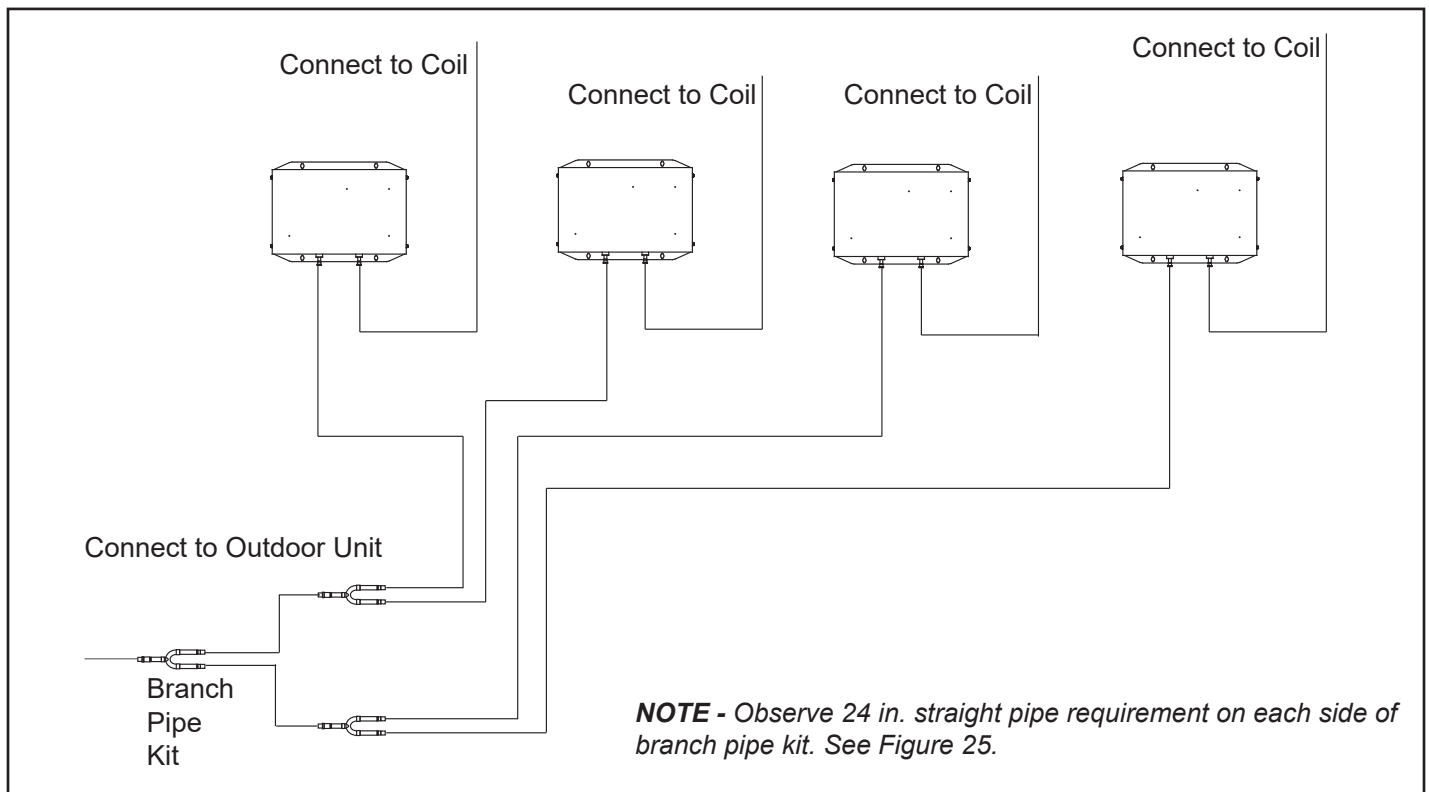 Connect to Coil
Connect to Coil
Connect to Coil
Connect to Coil
Connect to Outdoor Unit
Branch
Pipe
Kit
NOTE - Observe 24 in. straight pipe requirement on each side of
branch pipe kit. See Figure 25.